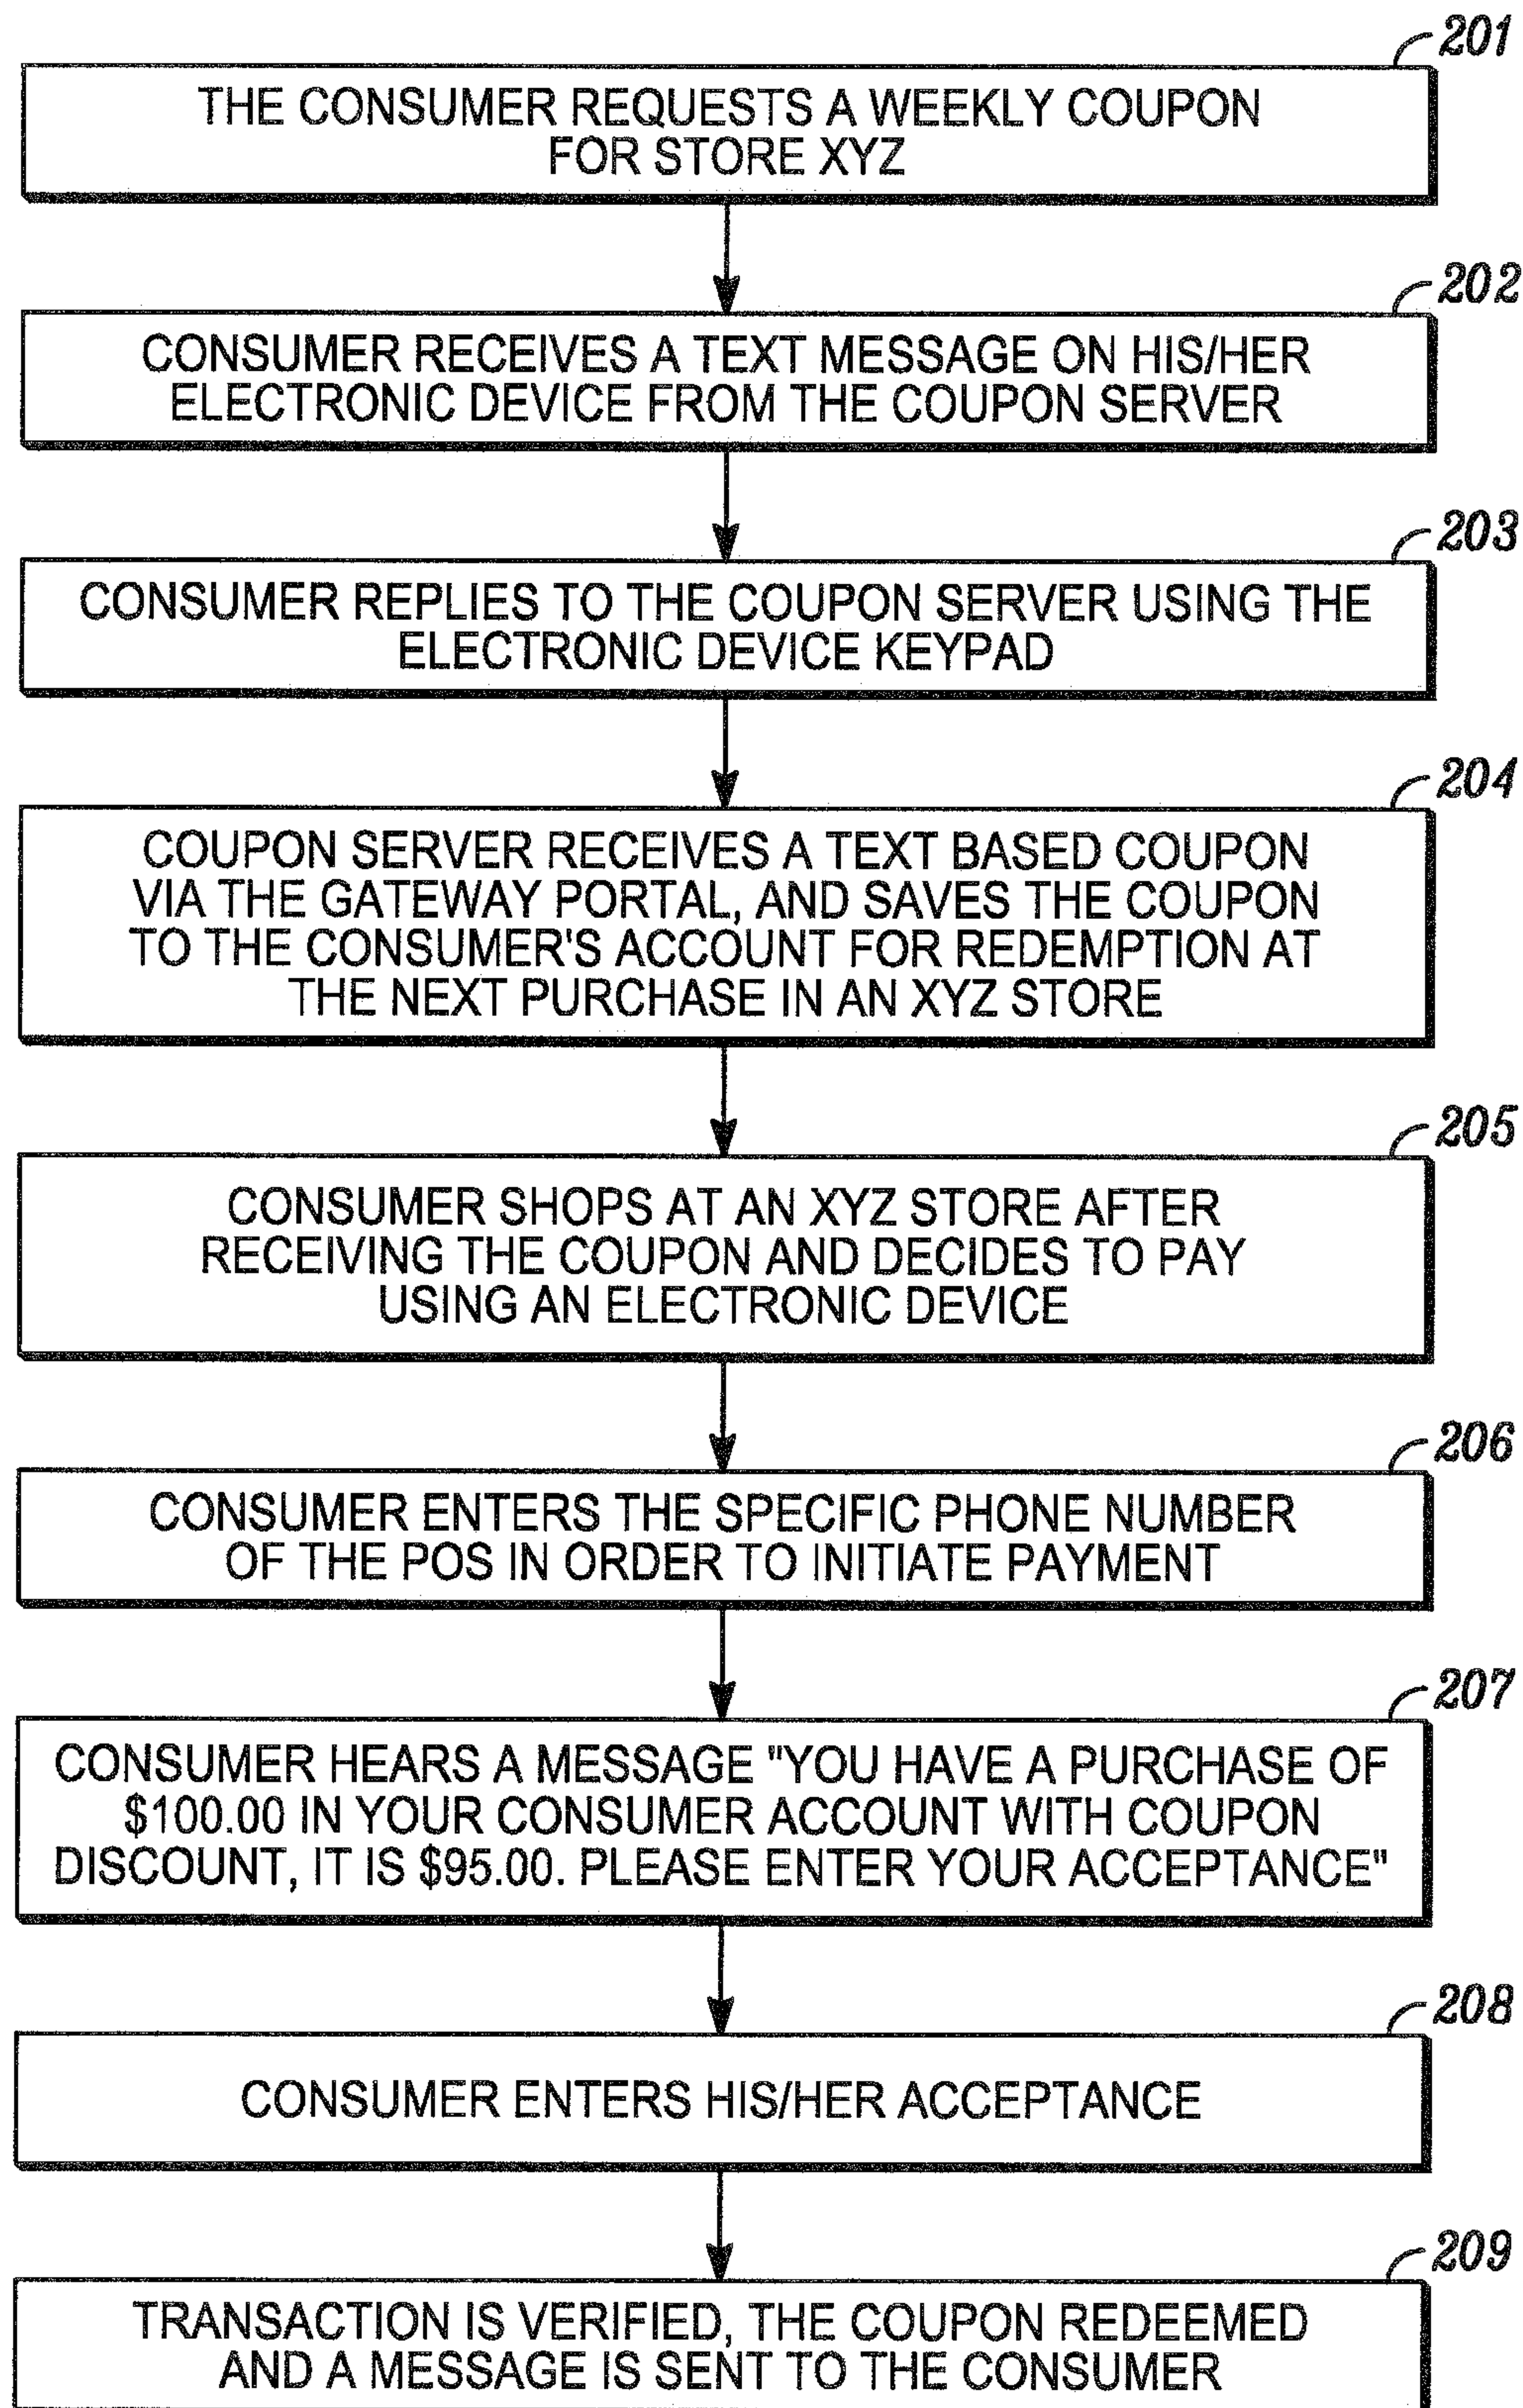 201
THE CONSUMER REQUESTS A WEEKLY COUPON
FOR STORE XYZ
202
CONSUMER RECEIVES A TEXT MESSAGE ON HIS/HER
ELECTRONIC DEVICE FROM THE COUPON SERVER
203
CONSUMER REPLIES TO THE COUPON SERVER USING THE
ELECTRONIC DEVICE KEYPAD
204
COUPON SERVER RECEIVES A TEXT BASED COUPON
VIA THE GATEWAY PORTAL, AND SAVES THE COUPON
TO THE CONSUMER'S ACCOUNT FOR REDEMPTION AT
THE NEXT PURCHASE IN AN XYZ STORE
205
CONSUMER SHOPS AT AN XYZ STORE AFTER
RECEIVING THE COUPON AND DECIDES TO PAY
USING AN ELECTRONIC DEVICE
206
CONSUMER ENTERS THE SPECIFIC PHONE NUMBER
OF THE POS IN ORDER TO INITIATE PAYMENT
207
CONSUMER HEARS A MESSAGE "YOU HAVE A PURCHASE OF
$100.00 IN YOUR CONSUMER ACCOUNT WITH COUPON
DISCOUNT, IT IS $95.00. PLEASE ENTER YOUR ACCEPTANCE"
208
CONSUMER ENTERS HIS/HER ACCEPTANCE
209
TRANSACTION IS VERIFIED, THE COUPON REDEEMED
AND A MESSAGE IS SENT TO THE CONSUMER